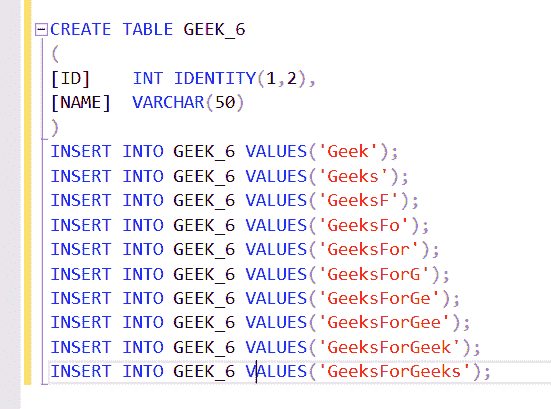 CREATE TABLE GEEK_6
(
[ID]    INT IDENTITY(1,2),
[NAME]  VARCHAR(50)
)
INSERT INTO GEEK_6 VALUES('Geek');
INSERT INTO GEEK_6 VALUES('Geeks');
INSERT INTO GEEK_6 VALUES('GeeksF');
INSERT INTO GEEK_6 VALUES('GeeksFo');
INSERT INTO GEEK_6 VALUES('GeeksFor');
INSERT INTO GEEK_6 VALUES('GeeksForG');
INSERT INTO GEEK_6 VALUES('GeeksForGe');
INSERT INTO GEEK_6 VALUES('GeeksForGee');
INSERT INTO GEEK_6 VALUES('GeeksForGeek');
INSERT INTO GEEK_6 VALUES('GeeksForGeeks');